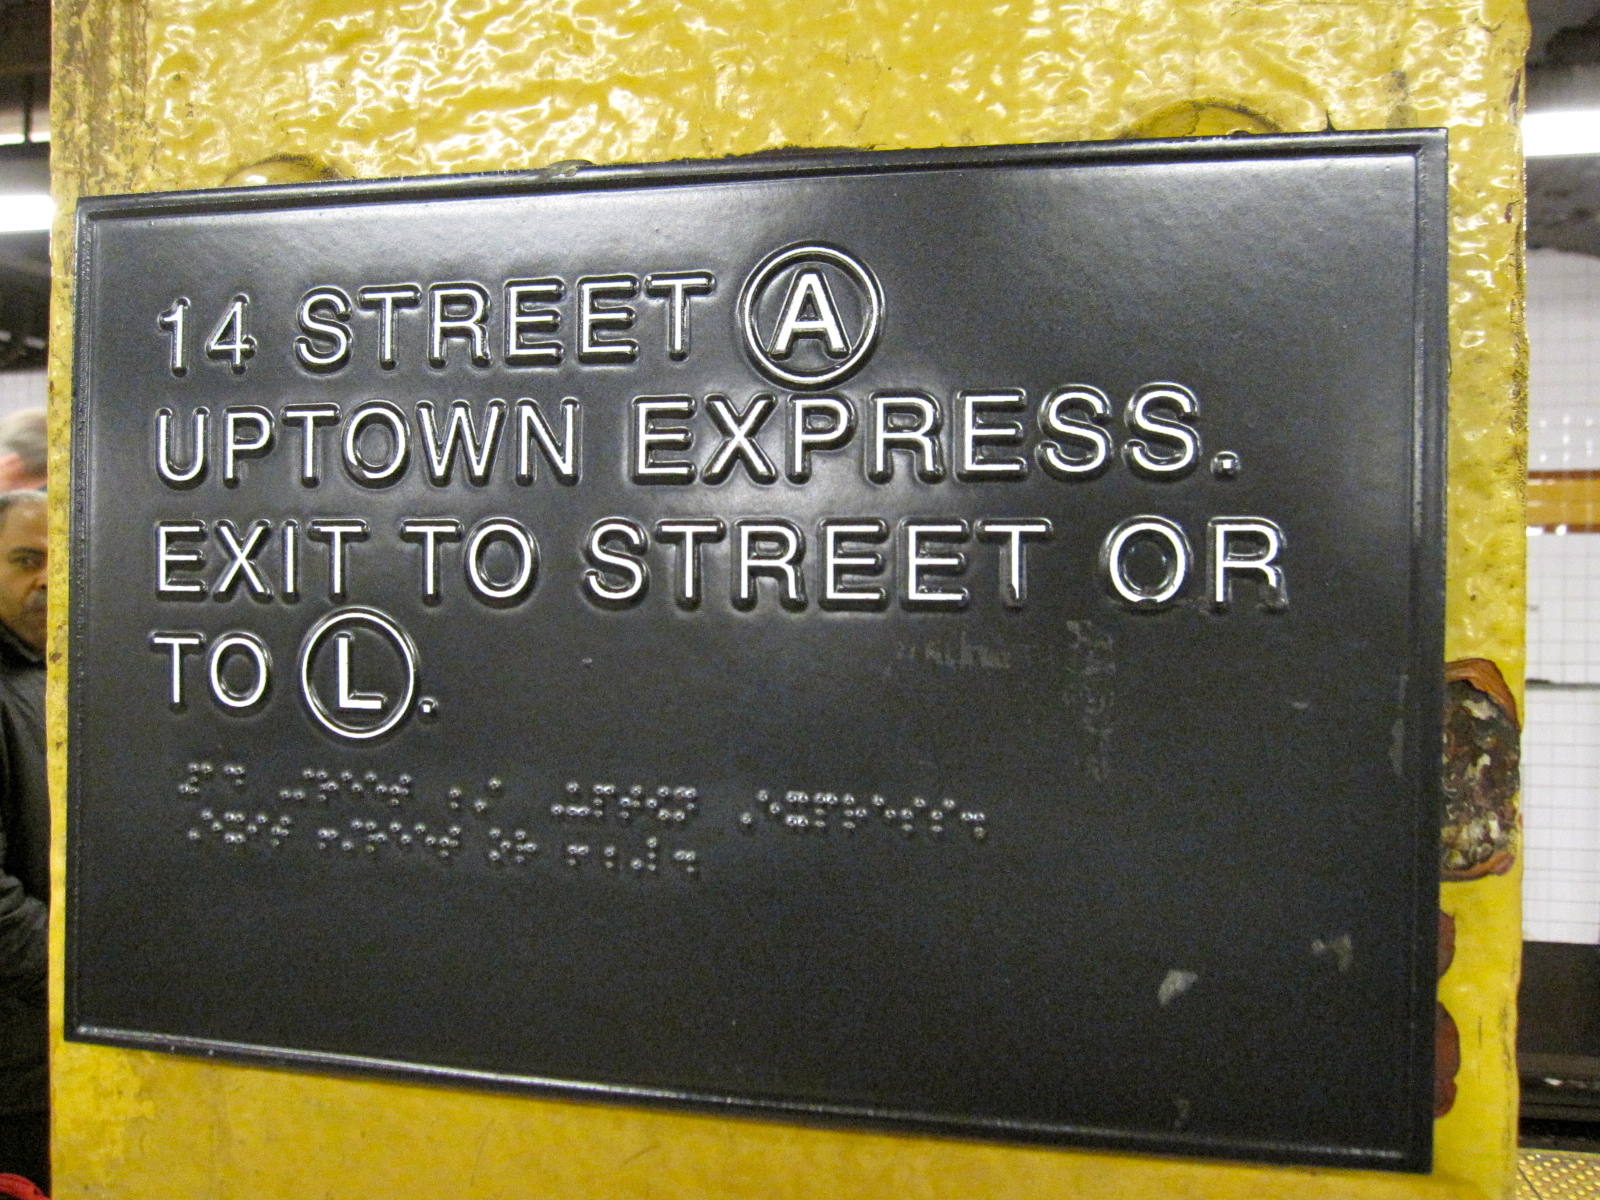 14 STREET A
UPTOWN EXPRESS.
EXIT TO STREET OR
TO L.